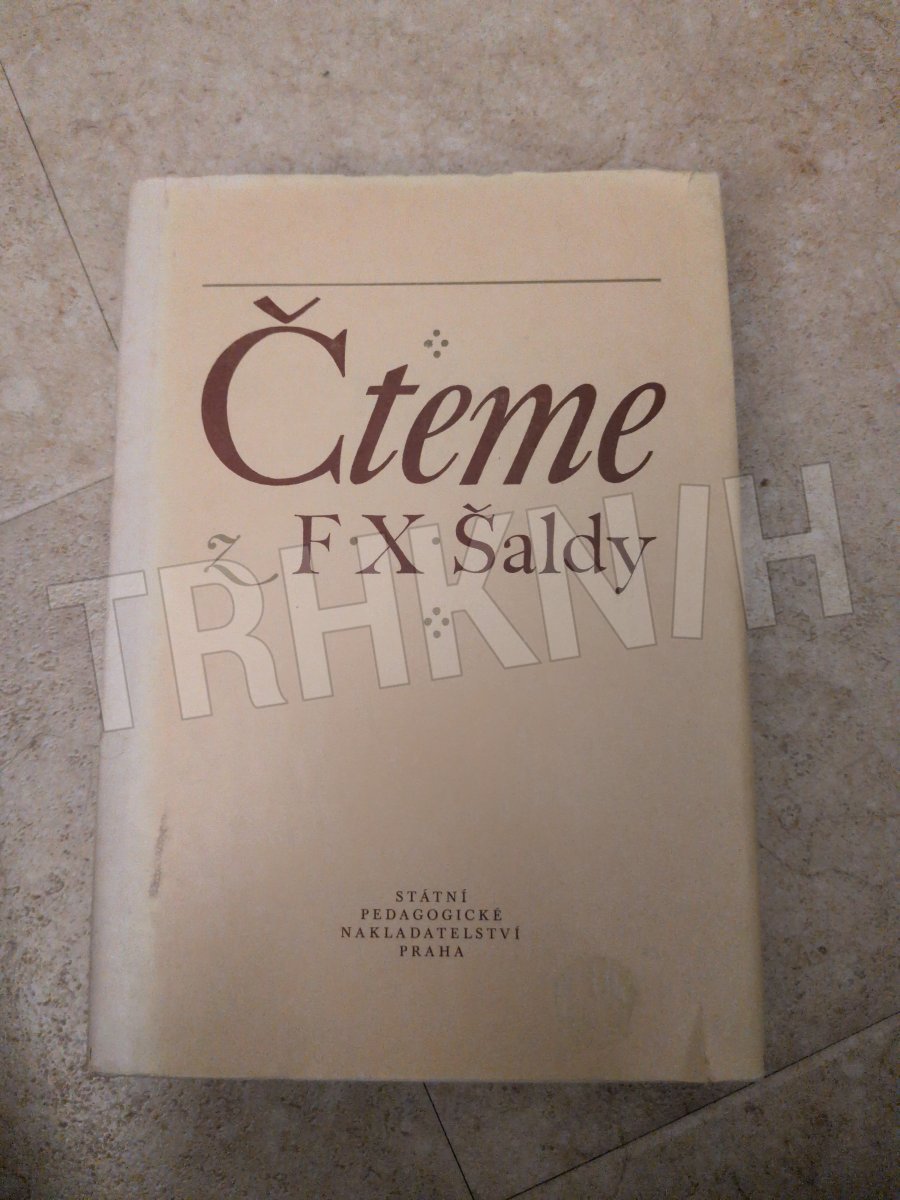 Čteme
z F X Šaldy
TRHKNIH
STÁTNÍ
PEDAGOGICKÉ
NAKLADATELSTVÍ
PRAHA